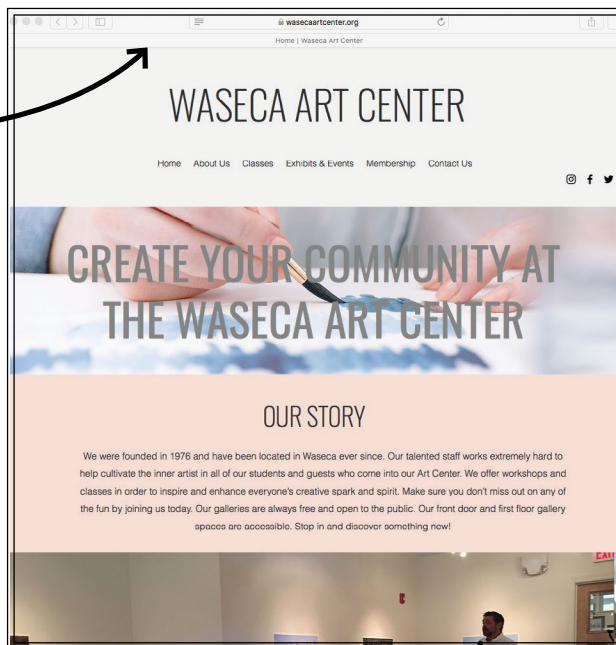 wasecaartcenter.org
Home | Waseca Art Center
WASECA ART CENTER
Home About Us Classes Exhibits & Events Membership Contact Us
CREATE YOUR COMMUNITY AT
THE WASECA ART CENTER
OUR STORY
We were founded in 1976 and have been located in Waseca ever since. Our talented staff works extremely hard to
help cultivate the inner artist in all of our students and guests who come into our Art Center. We offer workshops and
classes in order to inspire and enhance everyone's creative spark and spirit. Make sure you don't miss out on any of
the fun by joining us today. Our galleries are always free and open to the public. Our front door and first floor gallery
spaces are accessible. Stop in and discover something new!